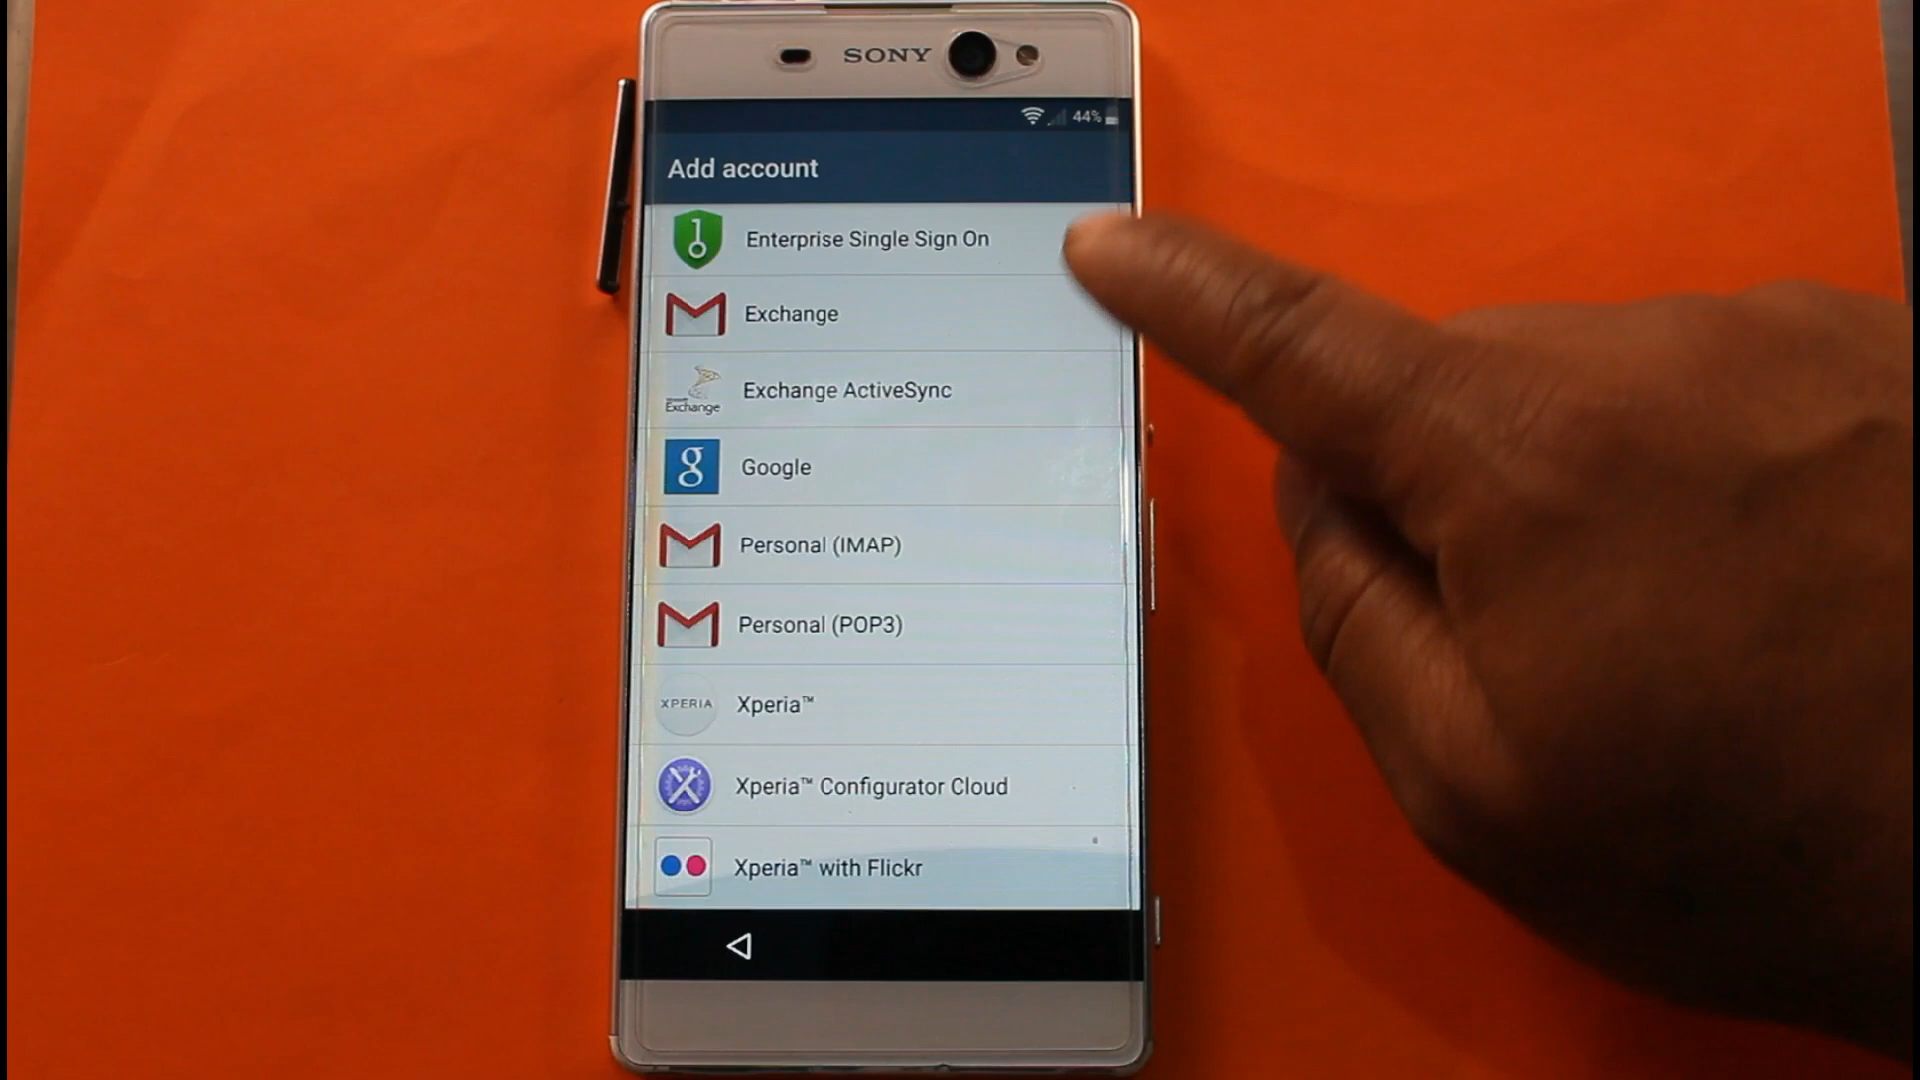 SONY
44%
Add account
Enterprise Single Sign On
Exchange
Exchange
Exchange ActiveSync
g
Google
Personal (IMAP)
Personal (POP3)
XPERIA
Xperia™
Xperia™ Configurator Cloud
Xperia™ with Flickr